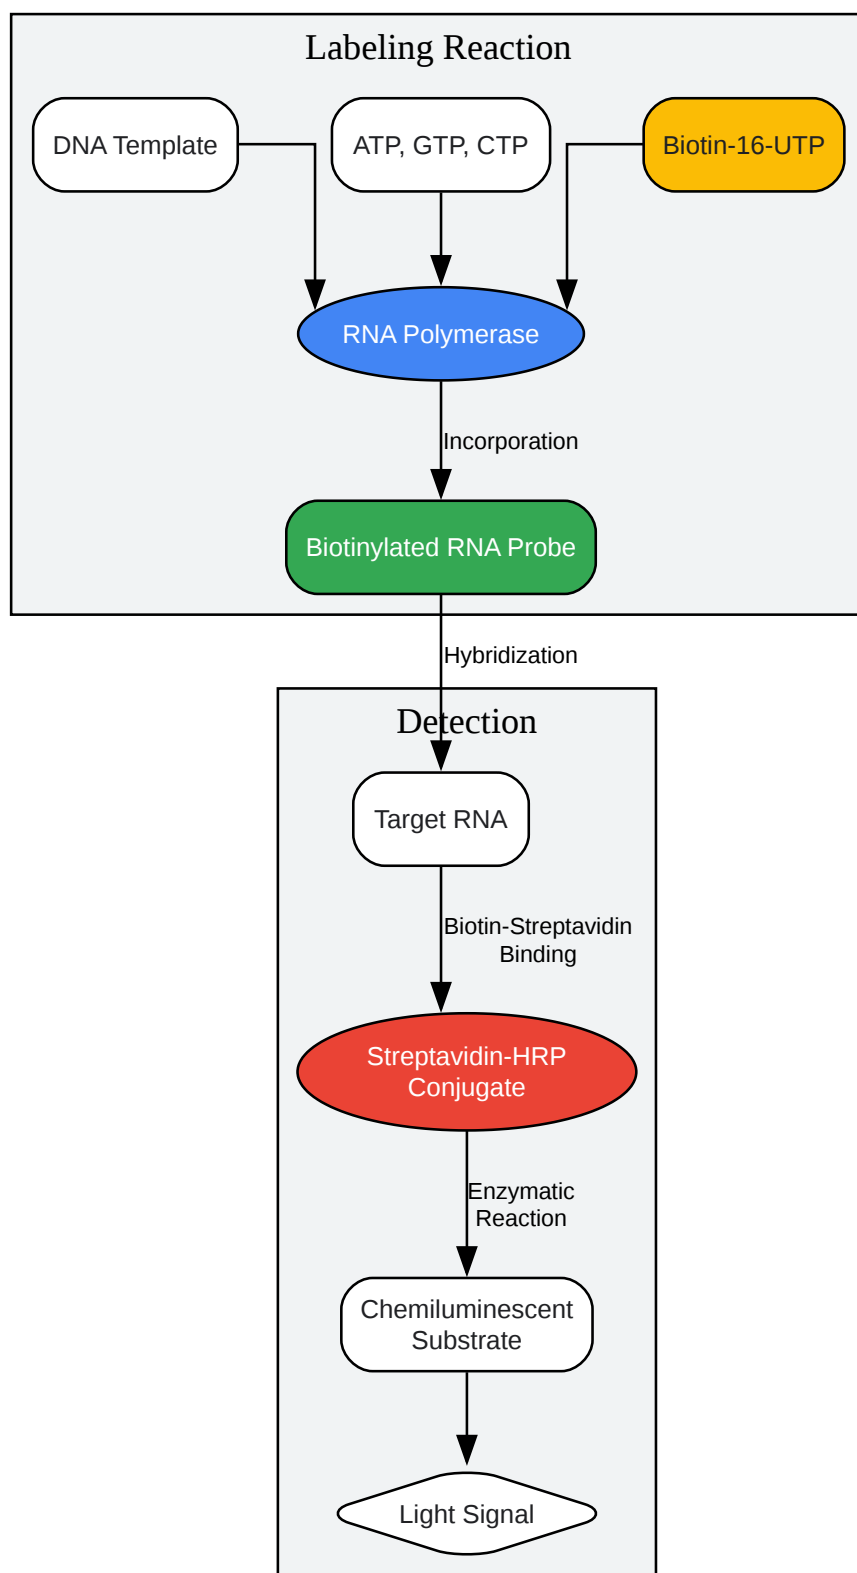 Labeling Reaction
DNA Template
ATP, GTP, CTP
Biotin-16-UTP
RNA Polymerase
Incorporation
Biotinylated RNA Probe
Hybridization
Detection
Target RNA
Biotin-Streptavidin
Binding
Streptavidin-HRP
Conjugate
Enzymatic
Reaction
Chemiluminescent
Substrate
Light Signal